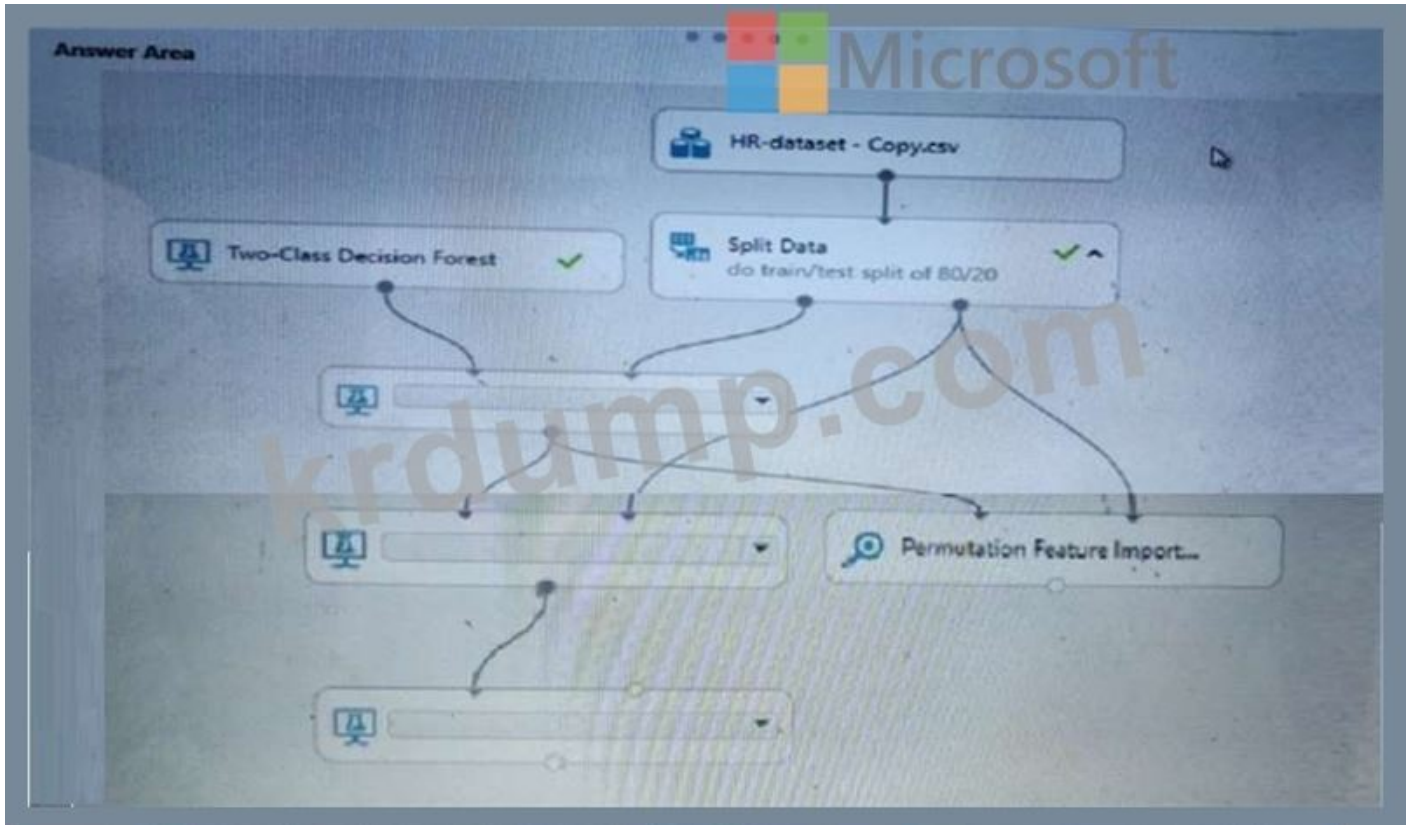 Answer Area
Microsoft
HR-dataset - Copy.csv
Two-Class Decision Forest
Split Data
do train/test split of 80/20
krdump.com
Permutation Feature Import...